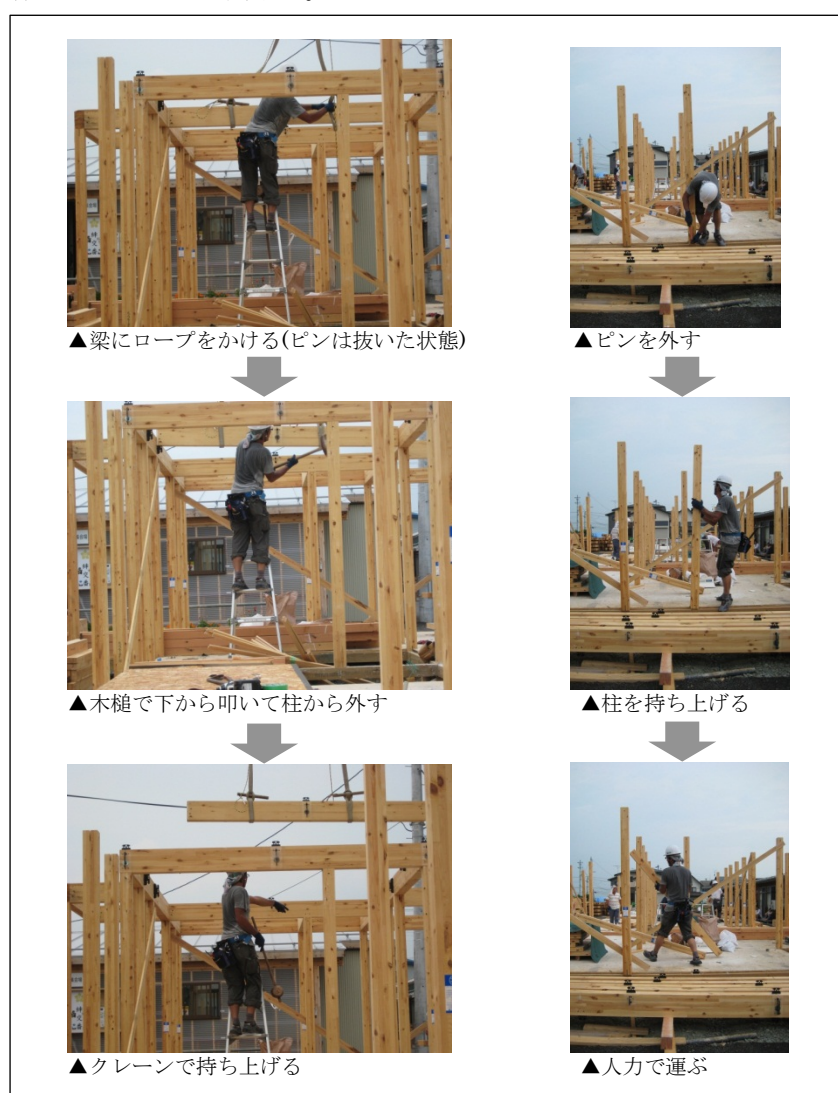 ▲梁にロープをかける(ピンは抜いた状態)
▲木槌で下から叩いて柱から外す
▲クレーンで持ち上げる
▲ピンを外す
▲柱を持ち上げる
▲人力で運ぶ